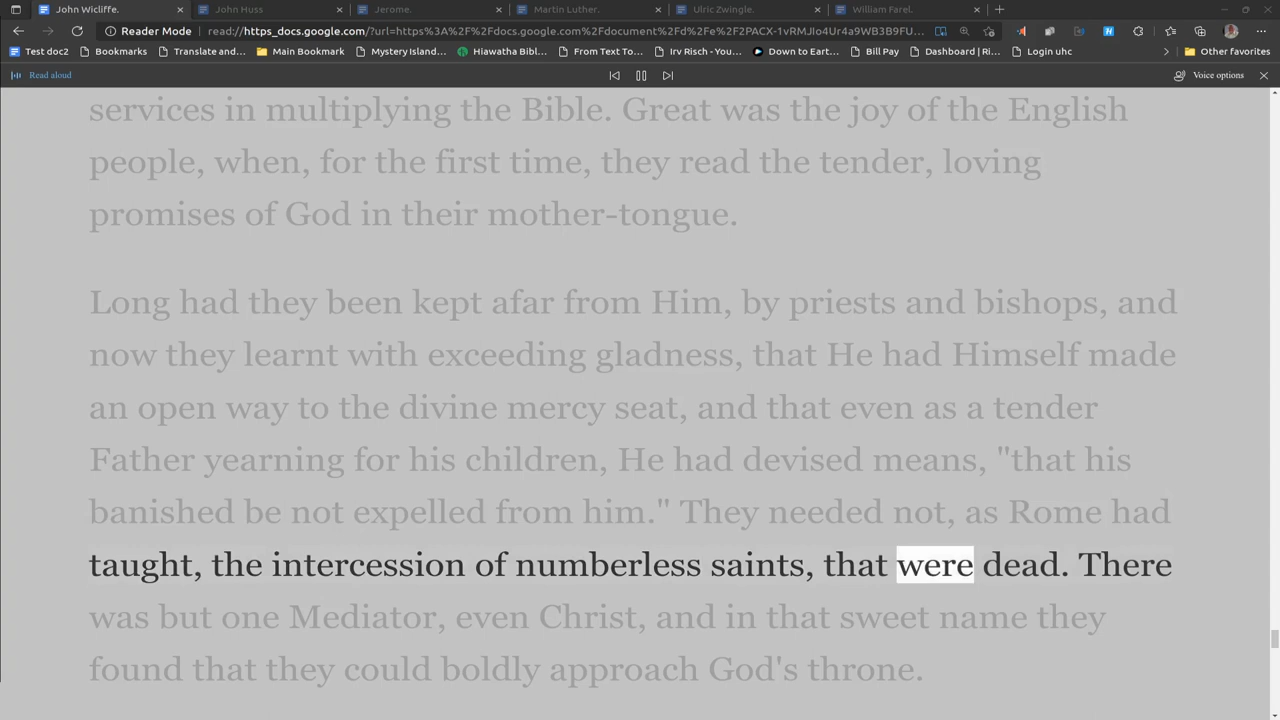 John Wicliffe.
John Huss
Jerome.
Martin Luther.
Ulric Zwingle.
William Farel.
Reader Mode read://https_docs.google.com/?url=https%3A%2F%2Fdocs.google.com%2Fdocument%2Fd%2Fe%2F2PACX-1vRMJIo4Ur4a9WB3B9FU...
Test doc2 Bookmarks Translate and... Main Bookmark Mystery Island... Hiawatha Bibl... From Text To... Irv Risch - You... Down to Eart... Bill Pay Dashboard | Ri... Login uhc Other favorites
Read aloud Voice options
services in multiplying the Bible. Great was the joy of the English
people, when, for the first time, they read the tender, loving
promises of God in their mother-tongue.
Long had they been kept afar from Him, by priests and bishops, and
now they learnt with exceeding gladness, that He had Himself made
an open way to the divine mercy seat, and that even as a tender
Father yearning for his children, He had devised means, "that his
banished be not expelled from him." They needed not, as Rome had
taught, the intercession of numberless saints, that were dead. There
was but one Mediator, even Christ, and in that sweet name they
found that they could boldly approach God's throne.